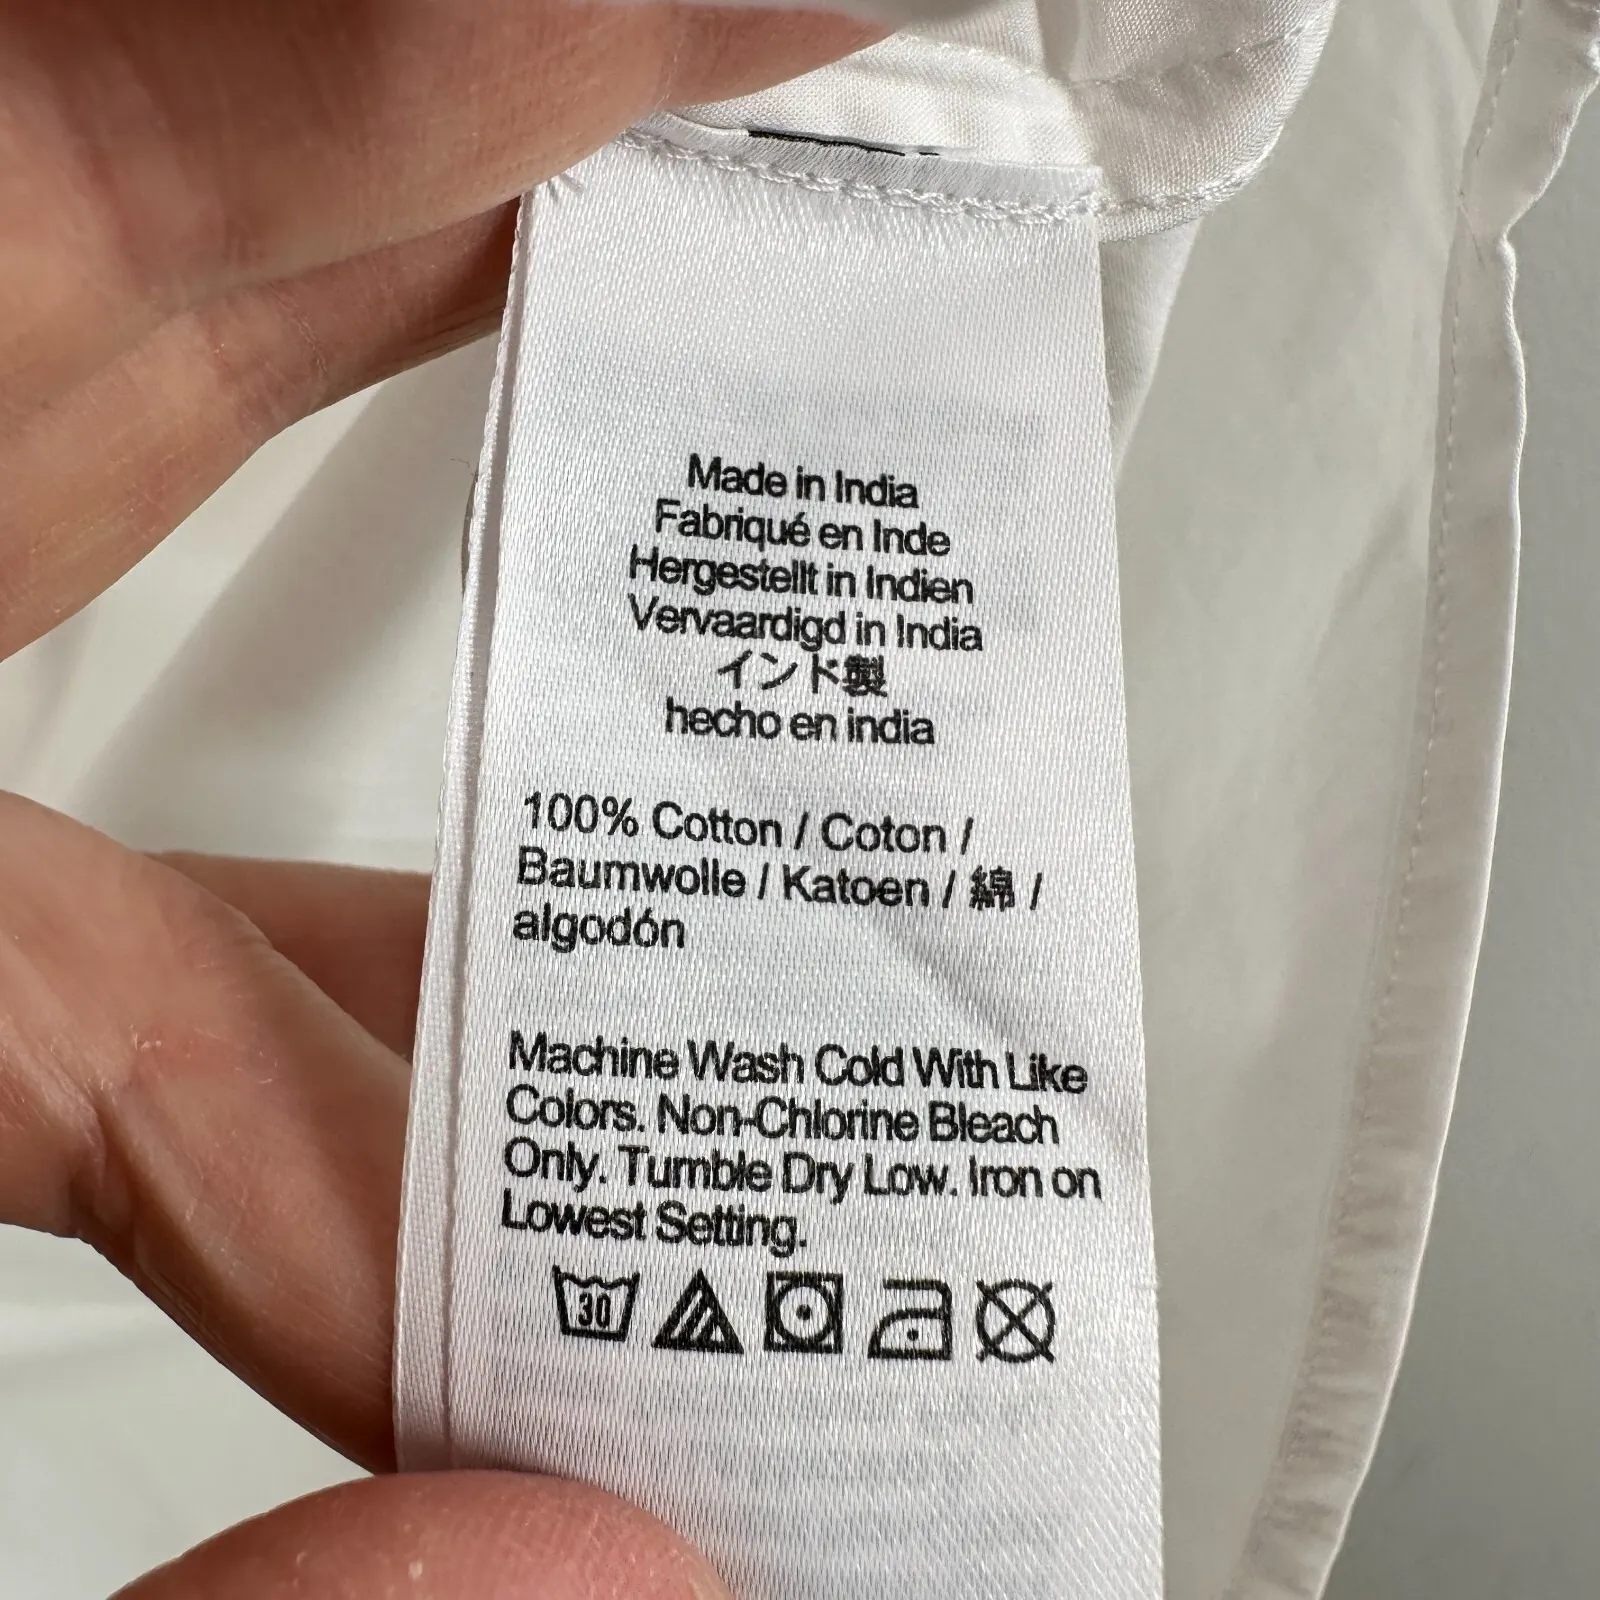 Made in India
Fabriqué en Inde
Hergestellt in Indien
Vervaardigd in India
インド製
hecho en india
100% Cotton / Coton /
Baumwolle / Katoen / 綿 /
algodón
Machine Wash Cold With Like
Colors. Non-Chlorine Bleach
Only. Tumble Dry Low. Iron on
Lowest Setting.
30